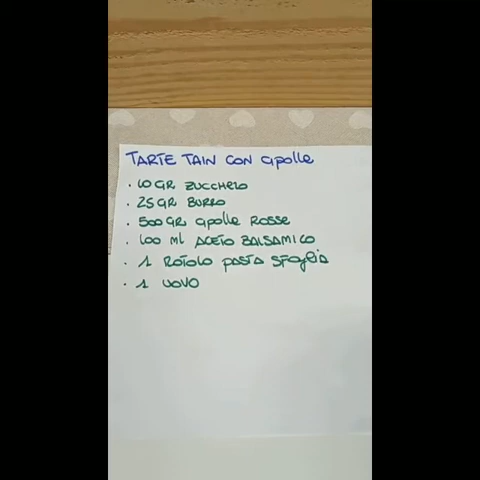 TARTE TAIN CON CIPOLLE
· 10 GR ZUCCHERO
· 25 GR BURRO
· 500 GR CIPOLLE ROSSE
· 100 ml ACETO BALSAMICO
· 1 ROTOLO PASTA SFOGLIA
· 1 UOVO